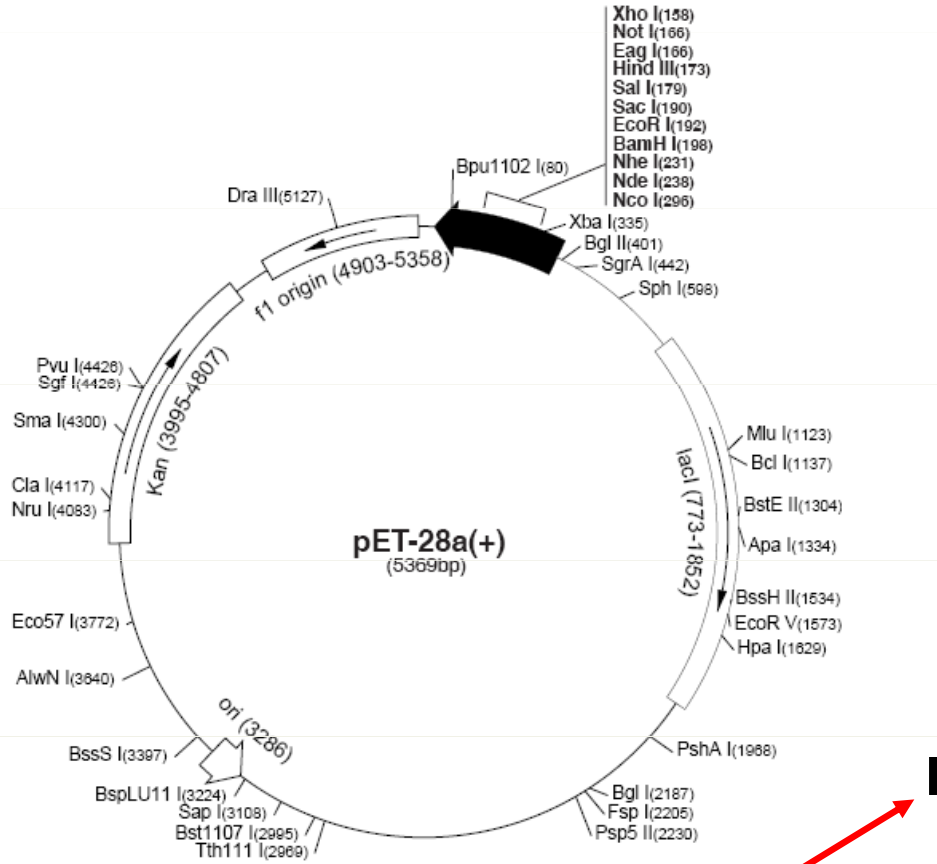 Xho I(158)
Not I(166)
Eag I(166)
Hind III(173)
Sal I(179)
Sac I(190)
EcoR I(192)
BamH I(198)
Nhe I(231)
Nde I(238)
Nco I(296)
Bpu1102 I(80)
Dra III(5127)
Xba I(335)
Bgl II(401)
SgrA I(442)
Sph I(598)
f1 origin (4903-5358)
Pvu I(4426)
Sgf I(4426)
Sma I(4300)
Kan (3995-4807)
Cla I(4117)
Nru I(4083)
Mlu I(1123)
Bcl I(1137)
BstE II(1304)
Apa I(1334)
lacI (773-1852)
pET-28a(+)
(5369bp)
BssH II(1534)
EcoR V(1573)
Hpa I(1629)
Eco57 I(3772)
AlwN I(3640)
ori (3286)
BssS I(3397)
PshA I(1968)
BspLU11 I(3224)
Sap I(3108)
Bst1107 I(2995)
Tth111 I(2969)
Bgl I(2187)
Fsp I(2205)
Psp5 II(2230)